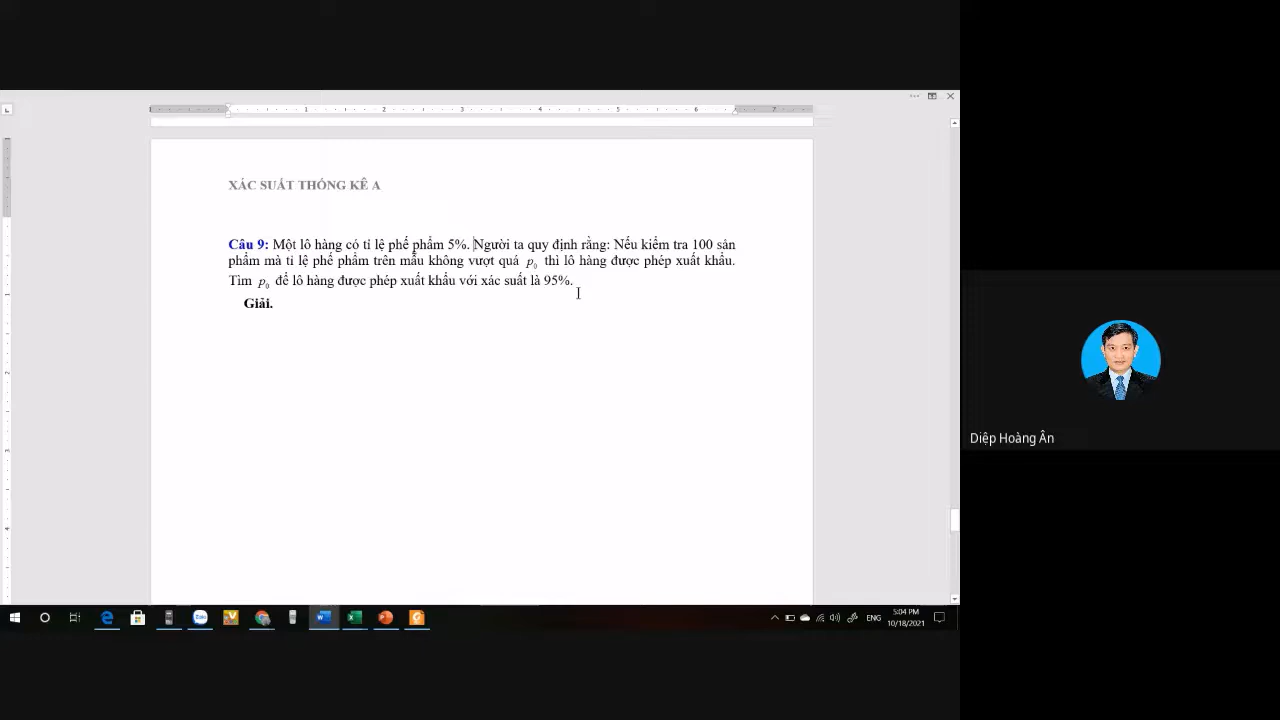 XÁC SUẤT THỐNG KÊ A
Câu 9: Một lô hàng có tỉ lệ phế phẩm 5%. Người ta quy định rằng: Nếu kiểm tra 100 sản
phẩm mà tỉ lệ phế phẩm trên mẫu không vượt quá p₀ thì lô hàng được phép xuất khẩu.
Tìm p₀ để lô hàng được phép xuất khẩu với xác suất là 95%.
Giải.
Diệp Hoàng Ân
ENG
5:04 PM
10/18/2021